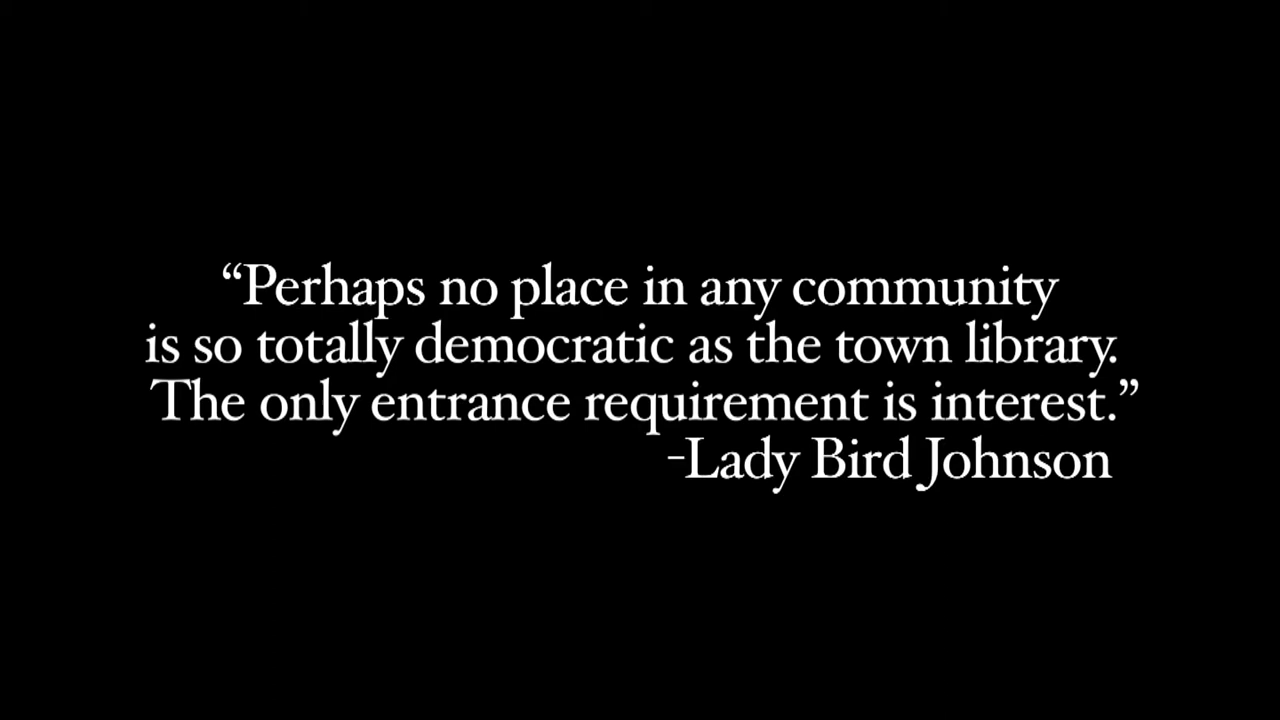 “Perhaps no place in any community
is so totally democratic as the town library.
The only entrance requirement is interest.”
-Lady Bird Johnson